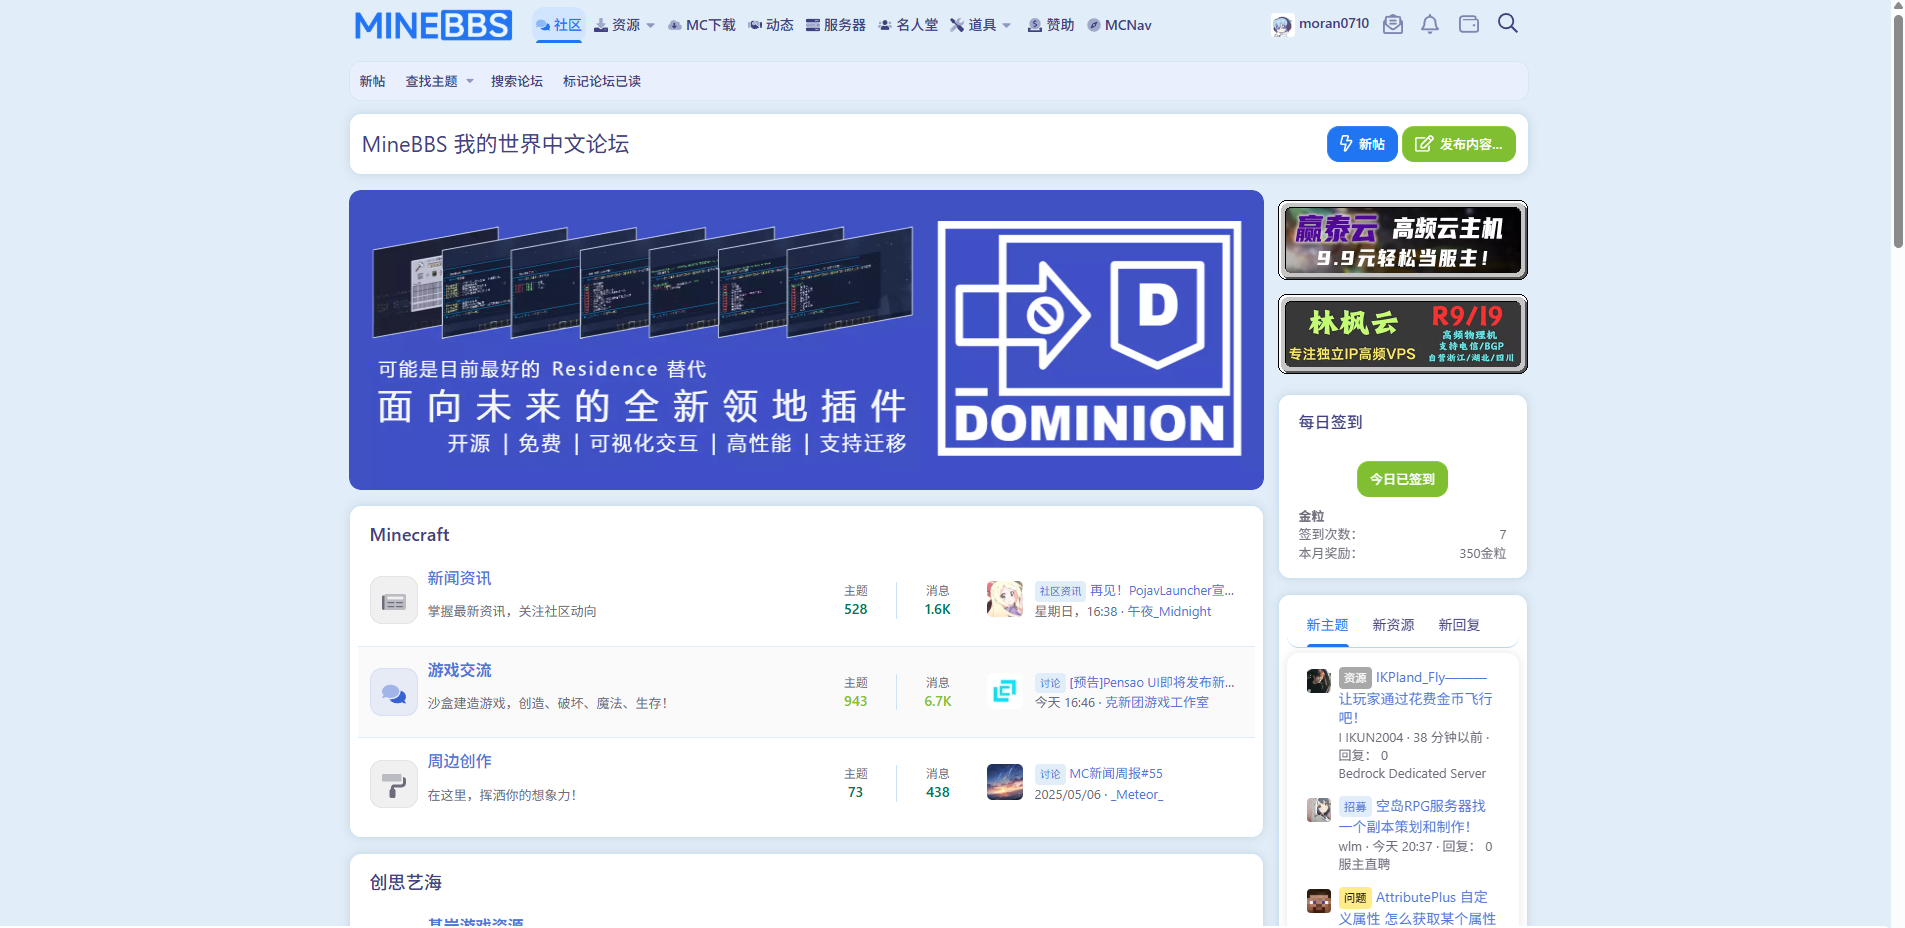 MINEBBS
社区
资源
MC下载
动态
服务器
名人堂
道具
赞助
MCNav
moran0710
新帖
查找主题
搜索论坛
标记论坛已读
MineBBS 我的世界中文论坛
新帖
发布内容...
可能是目前最好的 Residence 替代
面向未来的全新领地插件
开源 | 免费 | 可视化交互 | 高性能 | 支持迁移
D
DOMINION
赢泰云 高频云主机
9.9元轻松当服主！
林枫云
R9/I9
高频物理机
支持电信/BGP
专注独立IP高频VPS
自营浙江/湖北/四川
每日签到
今日已签到
金粒
签到次数： 7
本月奖励： 350金粒
Minecraft
新闻资讯
掌握最新资讯，关注社区动向
主题
528
消息
1.6K
社区资讯 再见！PojavLauncher宣...
星期日，16:38 · 午夜_Midnight
游戏交流
沙盒建造游戏，创造、破坏、魔法、生存！
主题
943
消息
6.7K
讨论 [预告]Pensao UI即将发布新...
今天 16:46 · 克新团游戏工作室
周边创作
在这里，挥洒你的想象力！
主题
73
消息
438
讨论 MC新闻周报#55
2025/05/06 · _Meteor_
创思艺海
新主题
新资源
新回复
资源 IKPland_Fly———
让玩家通过花费金币飞行
吧！
I IKUN2004 · 38 分钟以前 ·
回复： 0
Bedrock Dedicated Server
招募 空岛RPG服务器找
一个副本策划和制作！
wlm · 今天 20:37 · 回复： 0
服主直聘
问题 AttributePlus 自定
义属性 怎么获取某个属性